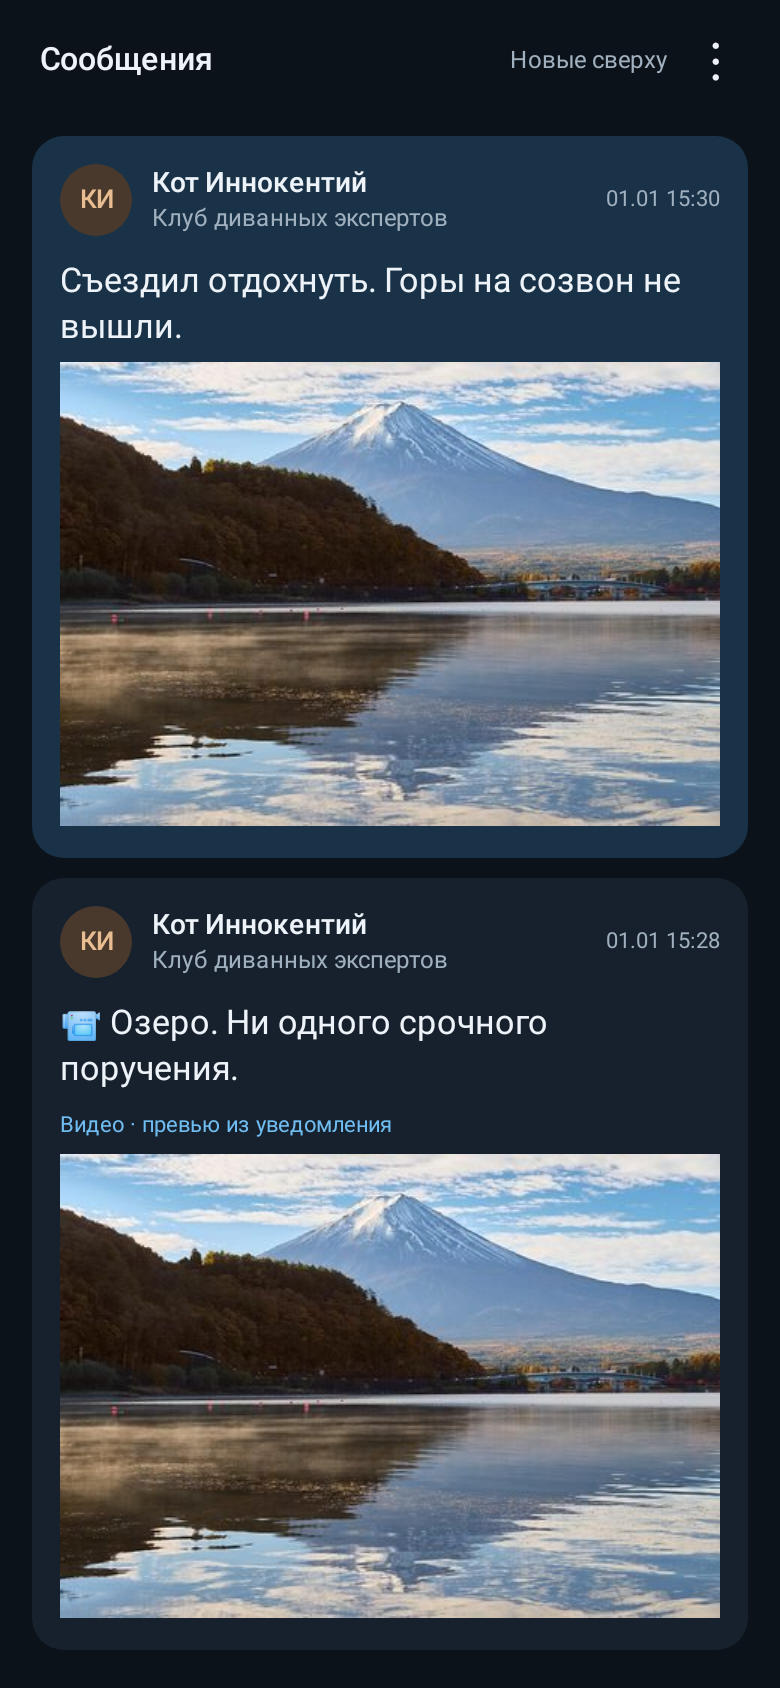 Сообщения
Новые сверху
КИ
Кот Иннокентий
Клуб диванных экспертов
01.01 15:30
Съездил отдохнуть. Горы на созвон не
вышли.
КИ
Кот Иннокентий
Клуб диванных экспертов
01.01 15:28
Озеро. Ни одного срочного
поручения.
Видео · превью из уведомления